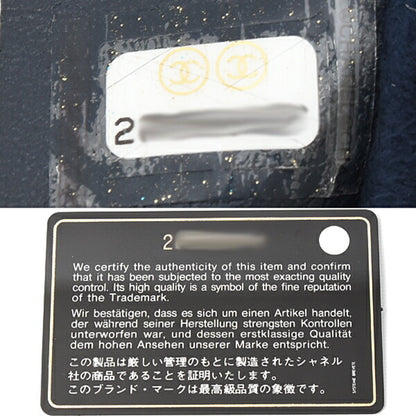 2
2
We certify the authenticity of this item and confirm
that it has been subjected to the most exacting quality
control. Its high quality is a symbol of the fine reputation
of the Trademark.
Wir bestätigen, dass es sich um einen Artikel handelt,
der während seiner Herstellung strengsten Kontrollen
unterworfen war, und dessen erstklassige Qualität
dem hohen Ansehen unserer Marke entspricht.
この製品は厳しい管理のもとに製造されたシャネル
社の商品であることを証明します。
このブランド・マークは最高級品質の象徴です。